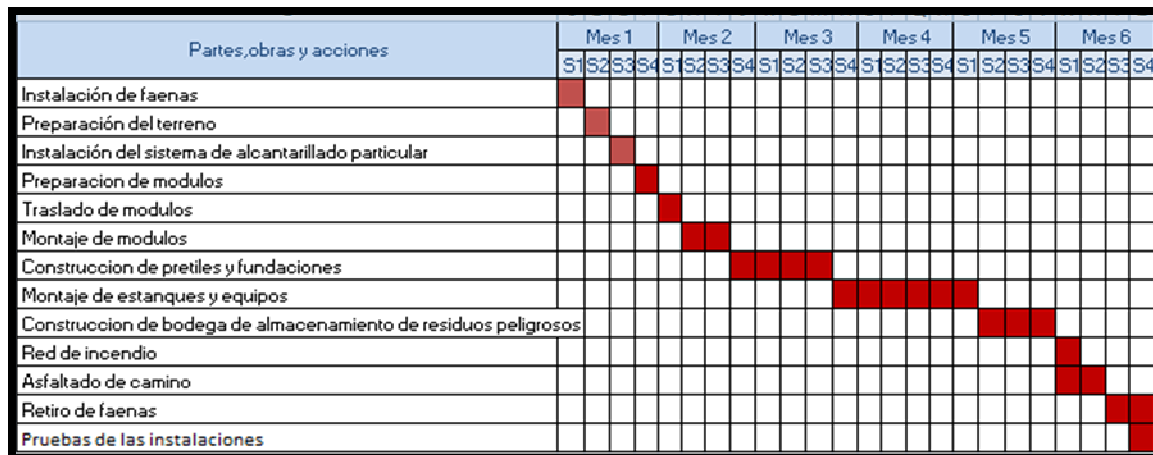 Mes 1 Mes 2 Mes 3 Mes 4 Mes 5 Mes 6
Partes,obras y acciones
S1 S2 S3 S4 S1 S2 S3 S4 S1 S2 S3 S4 S1 S2 S3 S4 S1 S2 S3 S4 S1 S2 S3 S4
Instalación de faenas
Preparación del terreno
Instalación del sistema de alcantarillado particular
Preparacion de modulos
Traslado de modulos
Montaje de modulos
Construccion de pretiles y fundaciones
Montaje de estanques y equipos
Construccion de bodega de almacenamiento de residuos peligrosos
Red de incendio
Asfaltado de camino
Retiro de faenas
Pruebas de las instalaciones